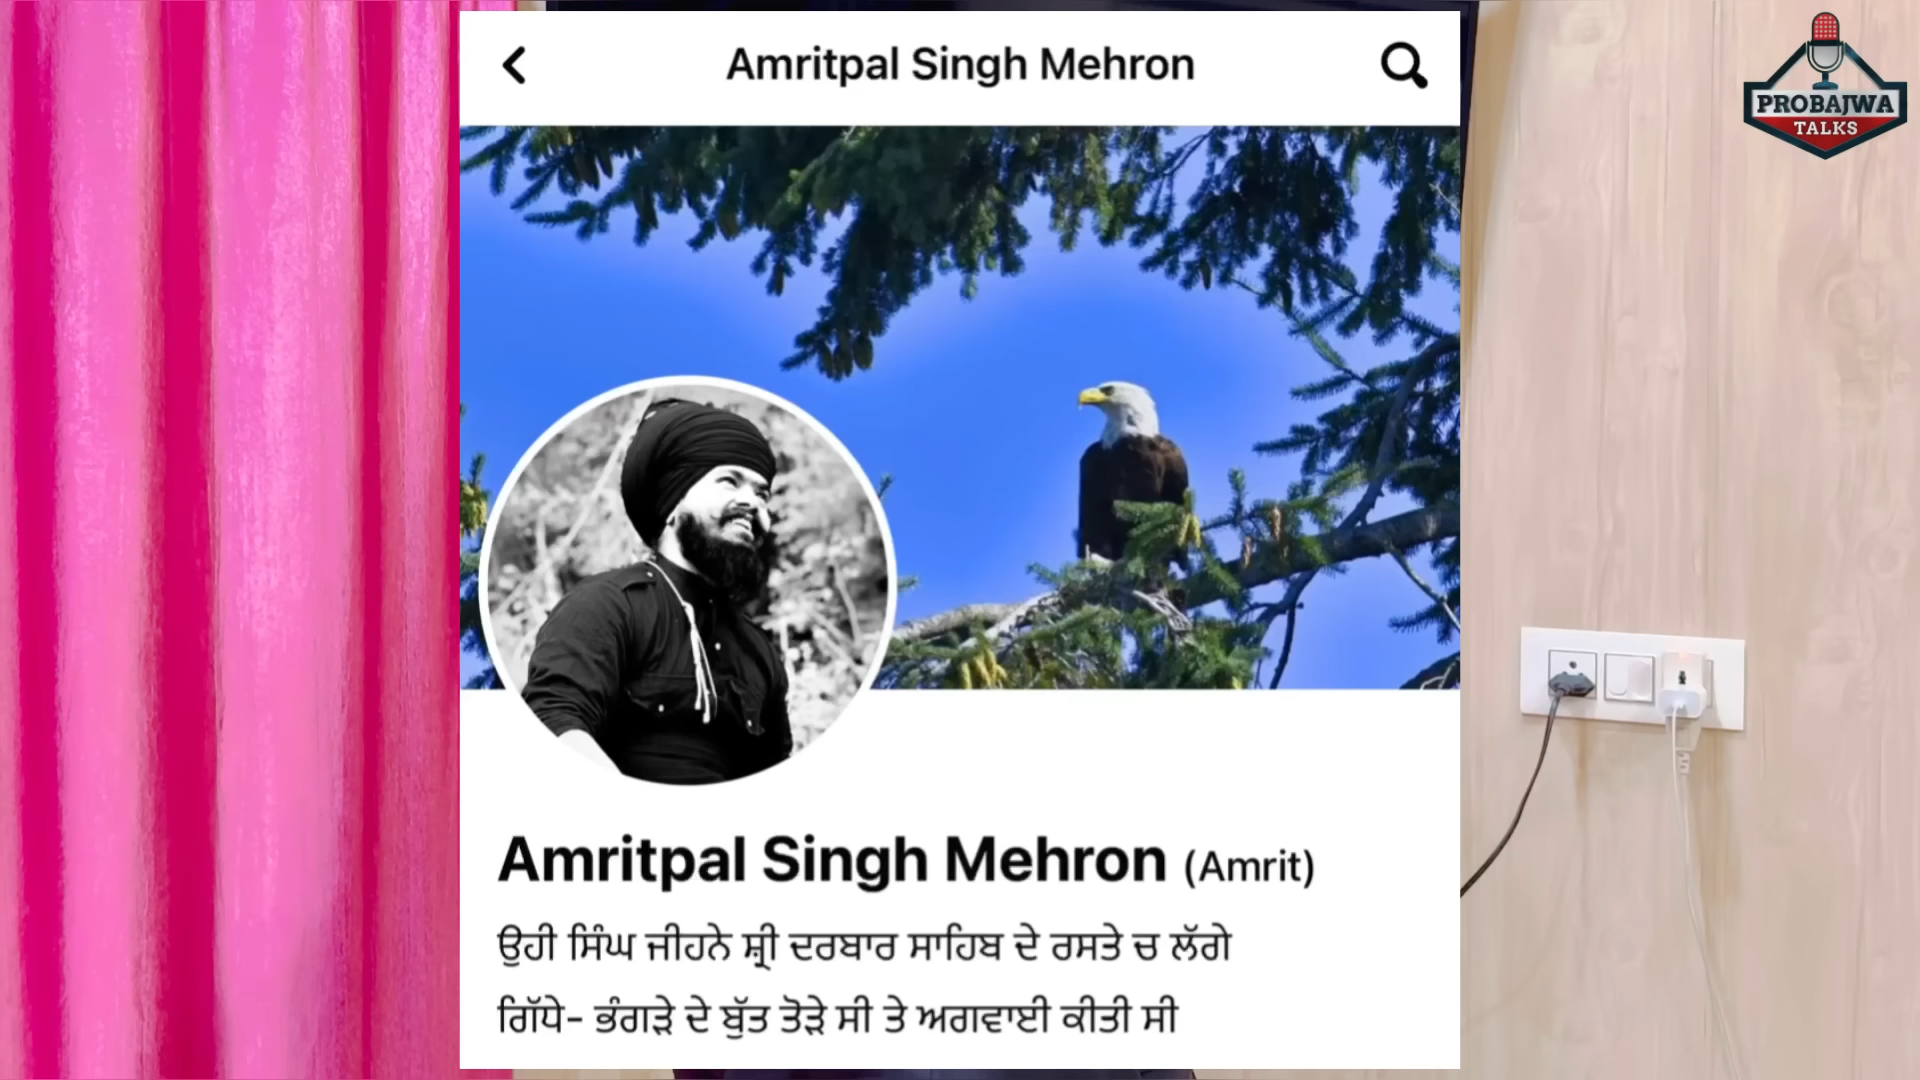 Amritpal Singh Mehron
PROBAJWA
TALKS
Amritpal Singh Mehron (Amrit)
ਉਹੀ ਸਿੰਘ ਜੀਹਨੇ ਸ਼੍ਰੀ ਦਰਬਾਰ ਸਾਹਿਬ ਦੇ ਰਸਤੇ ਚ ਲੱਗੇ
ਗਿੱਧੇ- ਭੰਗੜੇ ਦੇ ਬੁੱਤ ਤੋੜੇ ਸੀ ਤੇ ਅਗਵਾਈ ਕੀਤੀ ਸੀ